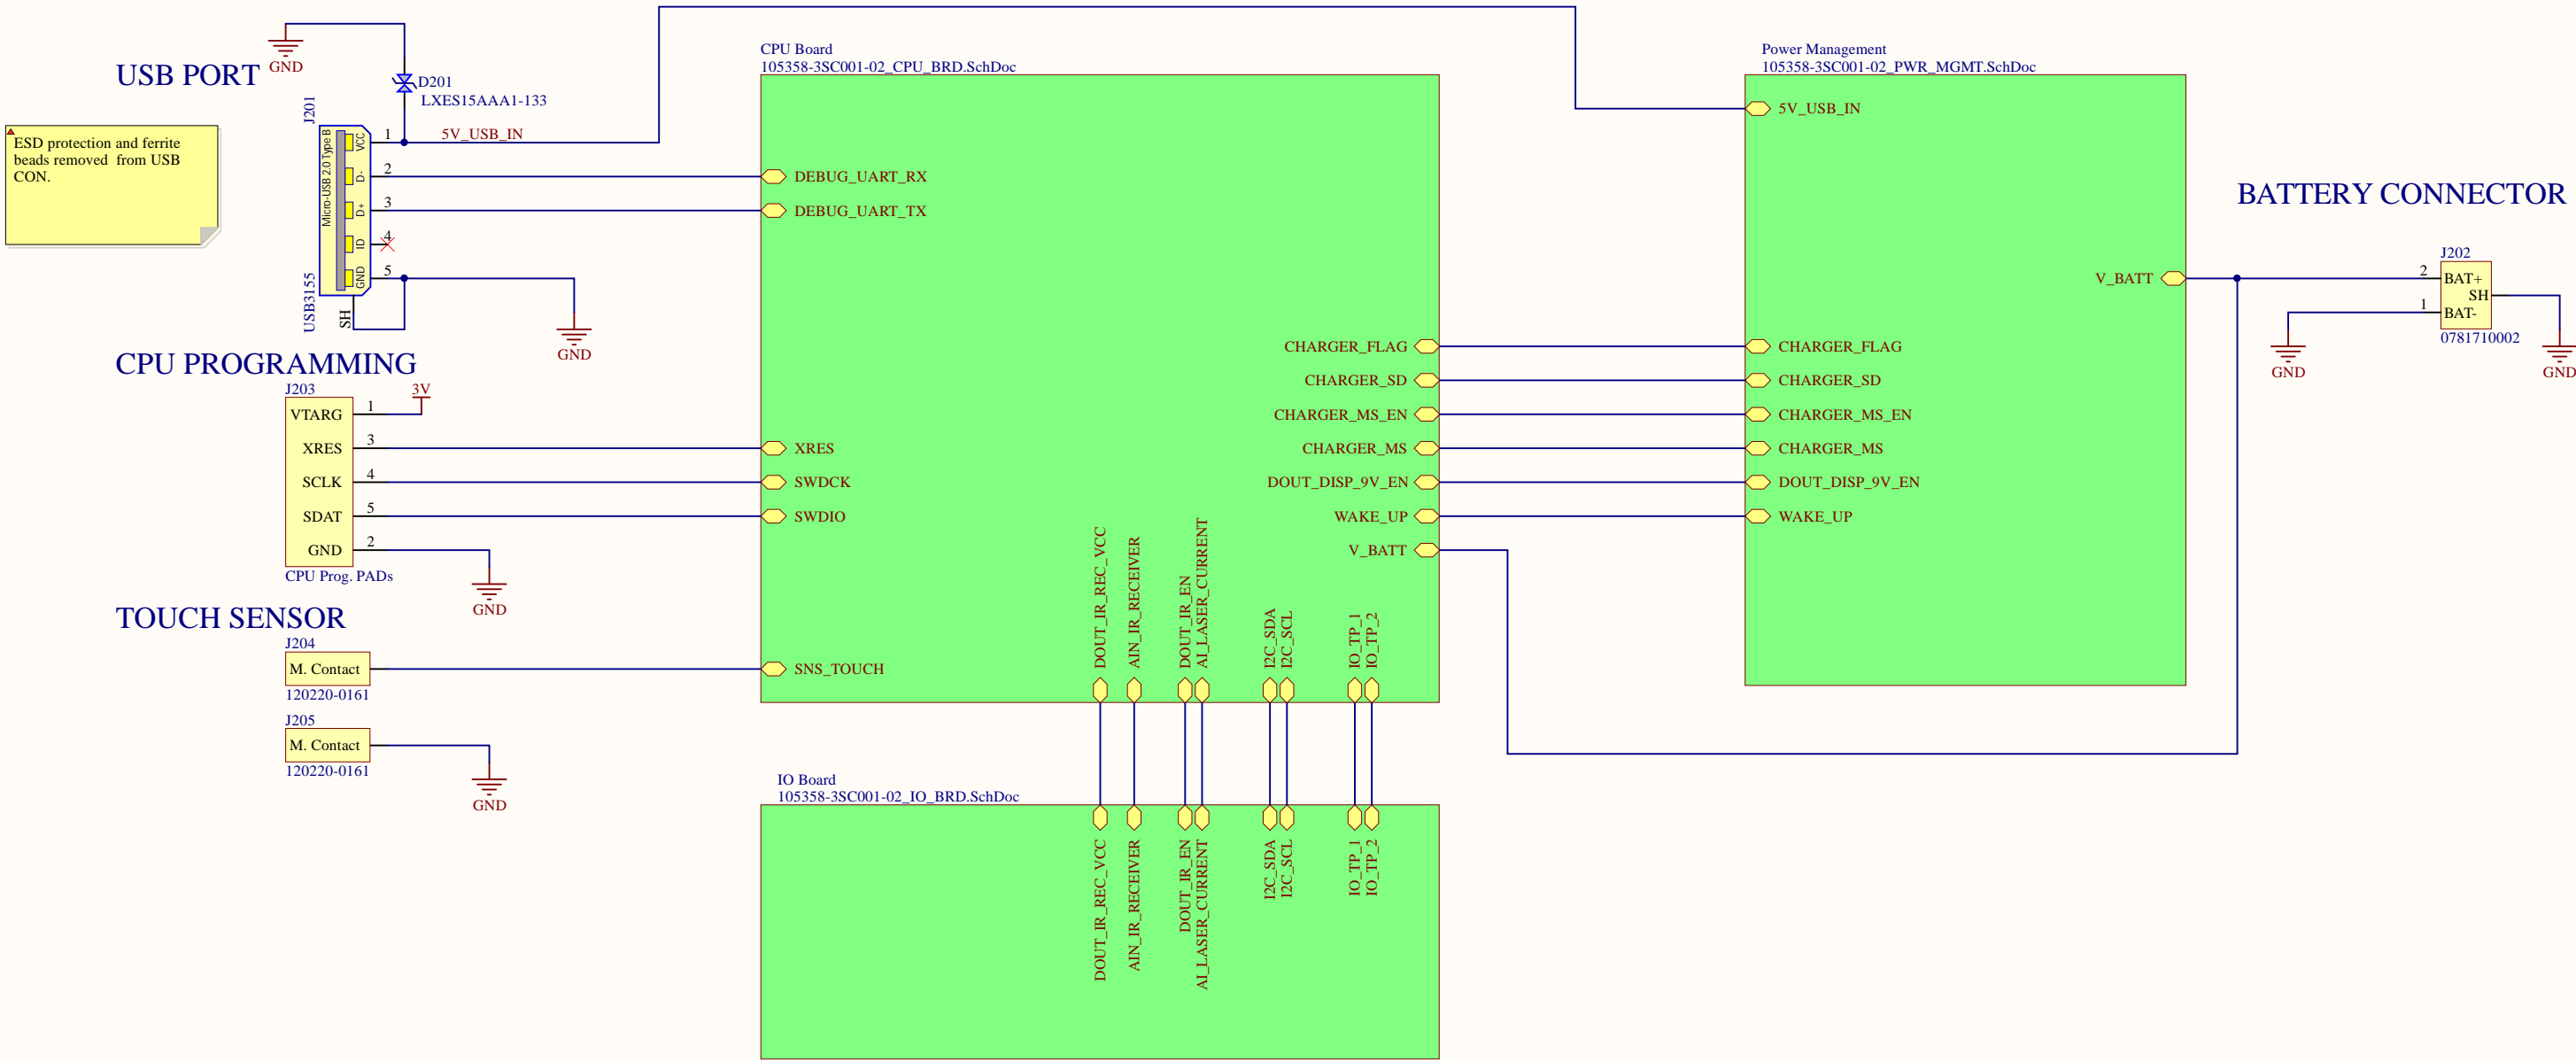 USB PORT
GND
D201
LXES15AAA1-133
5V_USB_IN
ESD protection and ferrite
beads removed  from USB
CON.
J201
Micro-USB 2.0 Type B
USB3155
VCC
1
D-
2
D+
3
ID
4
GND
5
SH
GND
CPU PROGRAMMING
J203
3V
VTARG
1
XRES
3
SCLK
4
SDAT
5
GND
2
CPU Prog. PADs
GND
TOUCH SENSOR
J204
M. Contact
120220-0161
J205
M. Contact
120220-0161
GND
CPU Board
105358-3SC001-02_CPU_BRD.SchDoc
DEBUG_UART_RX
DEBUG_UART_TX
XRES
SWDCK
SWDIO
SNS_TOUCH
CHARGER_FLAG
CHARGER_SD
CHARGER_MS_EN
CHARGER_MS
DOUT_DISP_9V_EN
WAKE_UP
V_BATT
DOUT_IR_REC_VCC
AIN_IR_RECEIVER
DOUT_IR_EN
AI_LASER_CURRENT
I2C_SDA
I2C_SCL
IO_TP_1
IO_TP_2
IO Board
105358-3SC001-02_IO_BRD.SchDoc
DOUT_IR_REC_VCC
AIN_IR_RECEIVER
DOUT_IR_EN
AI_LASER_CURRENT
I2C_SDA
I2C_SCL
IO_TP_1
IO_TP_2
Power Management
105358-3SC001-02_PWR_MGMT.SchDoc
5V_USB_IN
V_BATT
CHARGER_FLAG
CHARGER_SD
CHARGER_MS_EN
CHARGER_MS
DOUT_DISP_9V_EN
WAKE_UP
BATTERY CONNECTOR
J202
2
BAT+
SH
1
BAT-
0781710002
GND
GND